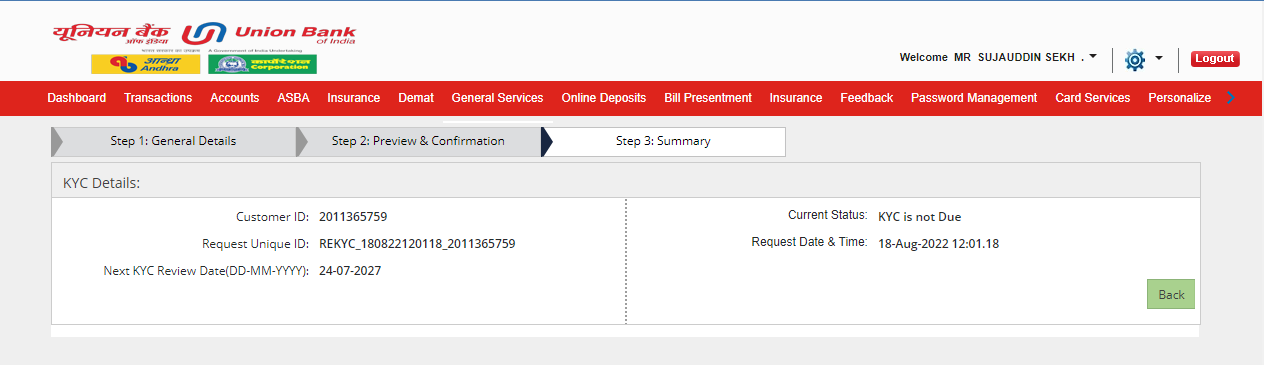 यूनियन बैंक Union Bank
ऑफ इंडिया of India
भारत सरकार का उपक्रम A Government of India Undertaking
आन्ध्रा Andhra कार्पोरेशन Corporation
Welcome MR SUJAUDDIN SEKH .
Logout
Dashboard Transactions Accounts ASBA Insurance Demat General Services Online Deposits Bill Presentment Insurance Feedback Password Management Card Services Personalize
Step 1: General Details Step 2: Preview & Confirmation Step 3: Summary
KYC Details:
Customer ID: 2011365759
Request Unique ID: REKYC_180822120118_2011365759
Next KYC Review Date(DD-MM-YYYY): 24-07-2027
Current Status: KYC is not Due
Request Date & Time: 18-Aug-2022 12:01.18
Back